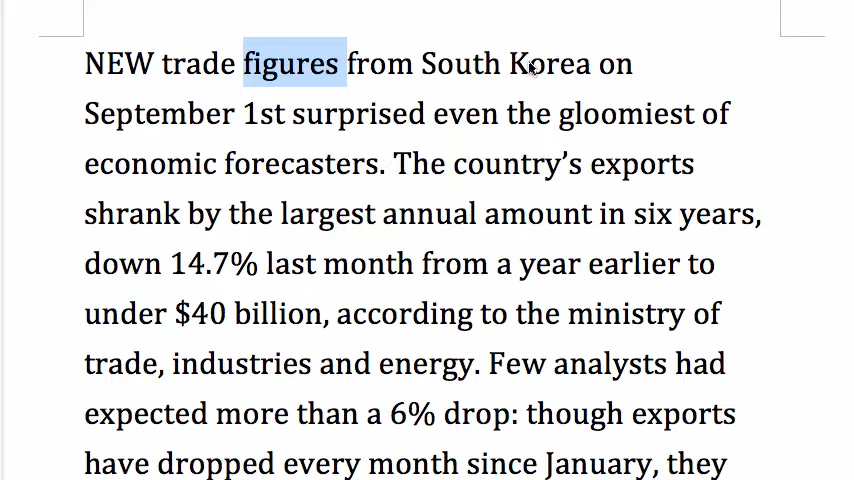 NEW trade figures from South Korea on
September 1st surprised even the gloomiest of
economic forecasters. The country’s exports
shrank by the largest annual amount in six years,
down 14.7% last month from a year earlier to
under $40 billion, according to the ministry of
trade, industries and energy. Few analysts had
expected more than a 6% drop: though exports
have dropped every month since January, they